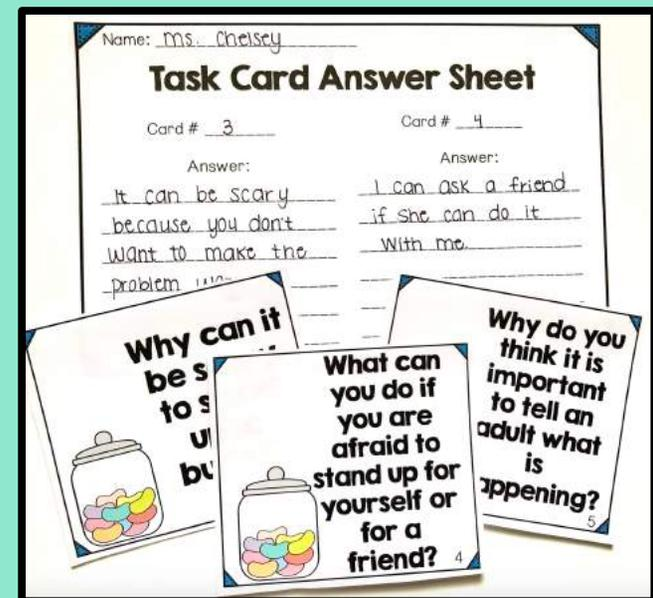 Name: Ms. Chelsey
Task Card Answer Sheet
Card # 3
Answer:
It can be scary
because you don't
want to make the
problem
Card # 4
Answer:
I can ask a friend
if she can do it
with me.
Why can it
be
to
What can
you do if
you are
afraid to
stand up for
yourself or
for a
friend? 4
Why do you
think it is
important
to tell an
adult what
is
appening?
5